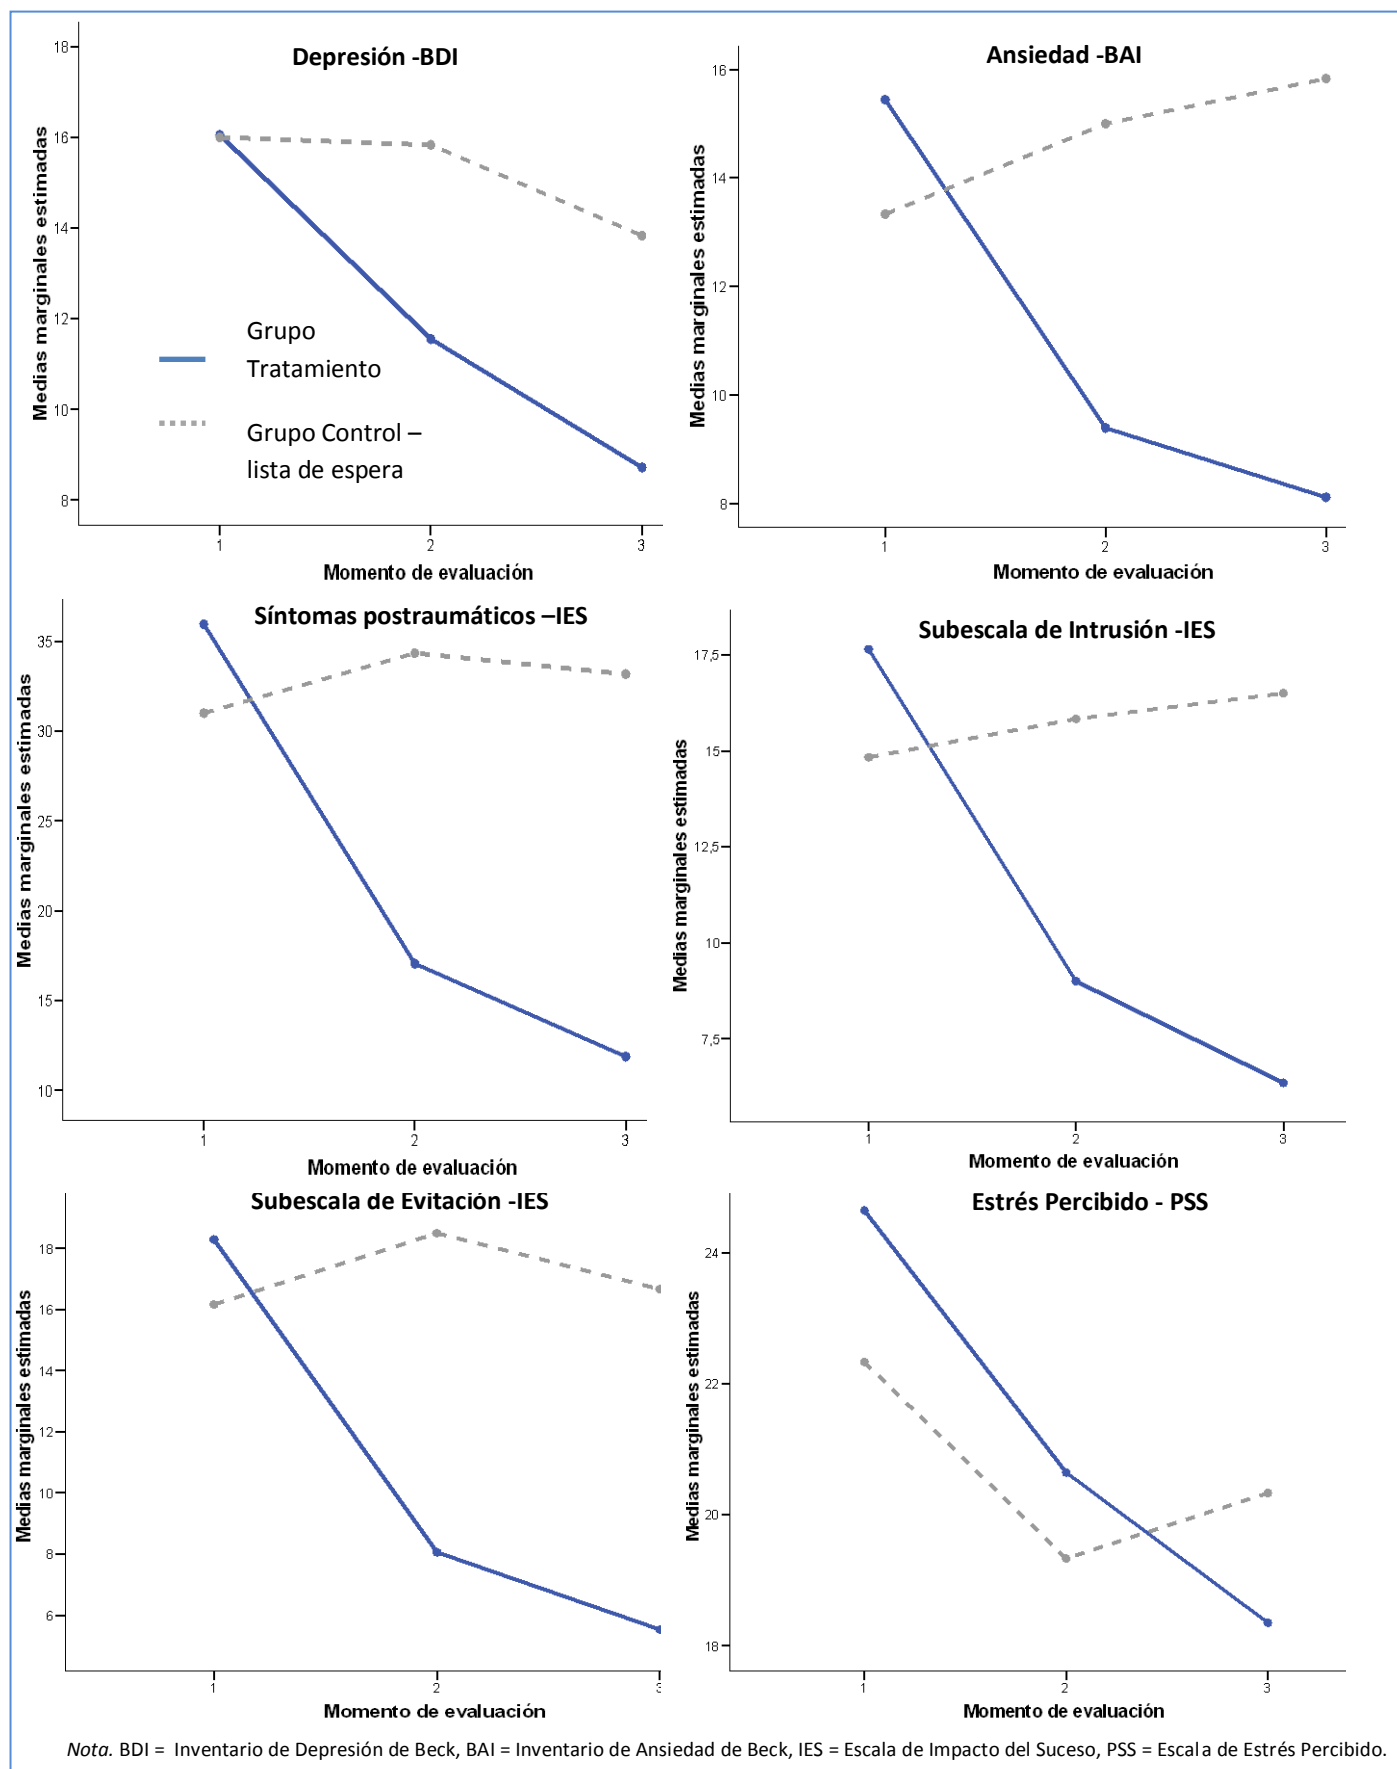 Depresión -BDI
Medias marginales estimadas
18
16
14
12
10
8
Grupo
Tratamiento
Grupo Control –
lista de espera
1
2
3
Momento de evaluación
Ansiedad -BAI
Medias marginales estimadas
16
14
12
10
8
1
2
3
Momento de evaluación
Síntomas postraumáticos –IES
Medias marginales estimadas
35
30
25
20
15
10
1
2
3
Momento de evaluación
Subescala de Intrusión -IES
Medias marginales estimadas
17,5
15
12,5
10
7,5
1
2
3
Momento de evaluación
Subescala de Evitación -IES
Medias marginales estimadas
18
16
14
12
10
8
6
1
2
3
Momento de evaluación
Estrés Percibido - PSS
Medias marginales estimadas
24
22
20
18
1
2
3
Momento de evaluación
Nota. BDI = Inventario de Depresión de Beck, BAI = Inventario de Ansiedad de Beck, IES = Escala de Impacto del Suceso, PSS = Escala de Estrés Percibido.